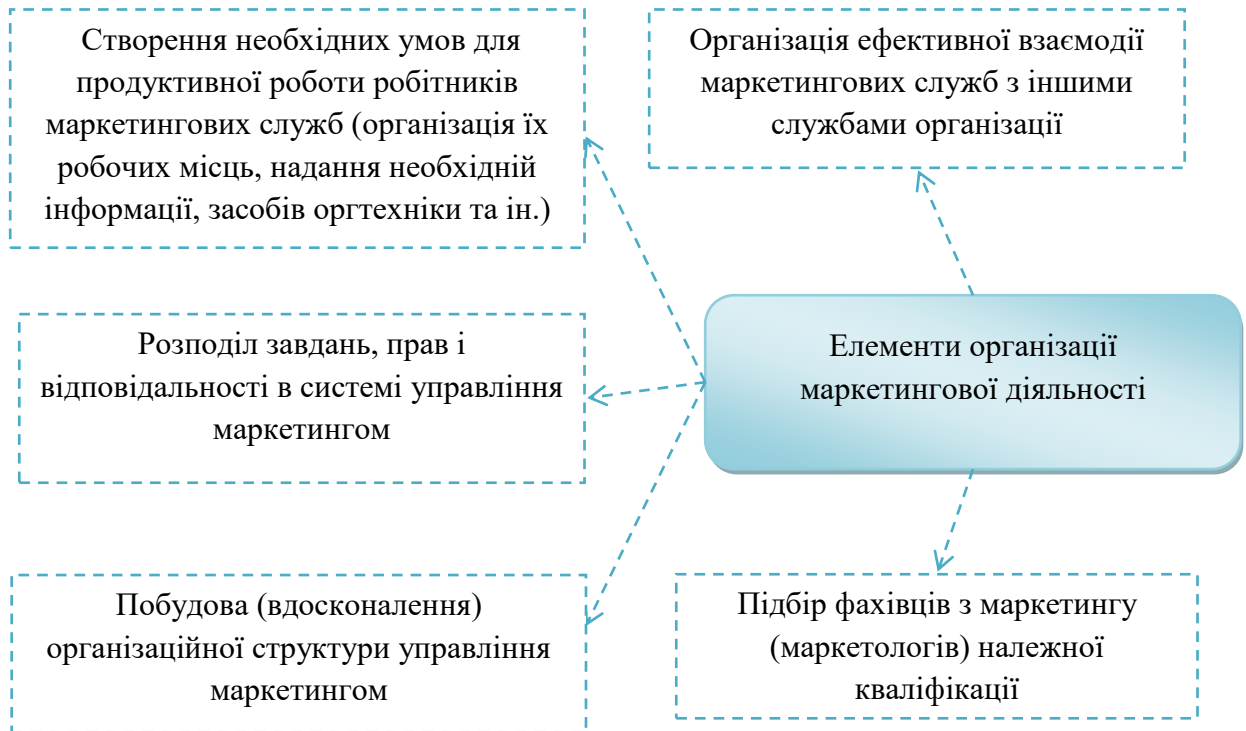 Створення необхідних умов для
продуктивної роботи робітників
маркетингових служб (організація їх
робочих місць, надання необхідній
інформації, засобів оргтехніки та ін.)
Організація ефективної взаємодії
маркетингових служб з іншими
службами організації
Розподіл завдань, прав і
відповідальності в системі управління
маркетингом
Елементи організації
маркетингової діяльності
Побудова (вдосконалення)
організаційної структури управління
маркетингом
Підбір фахівців з маркетингу
(маркетологів) належної
кваліфікації